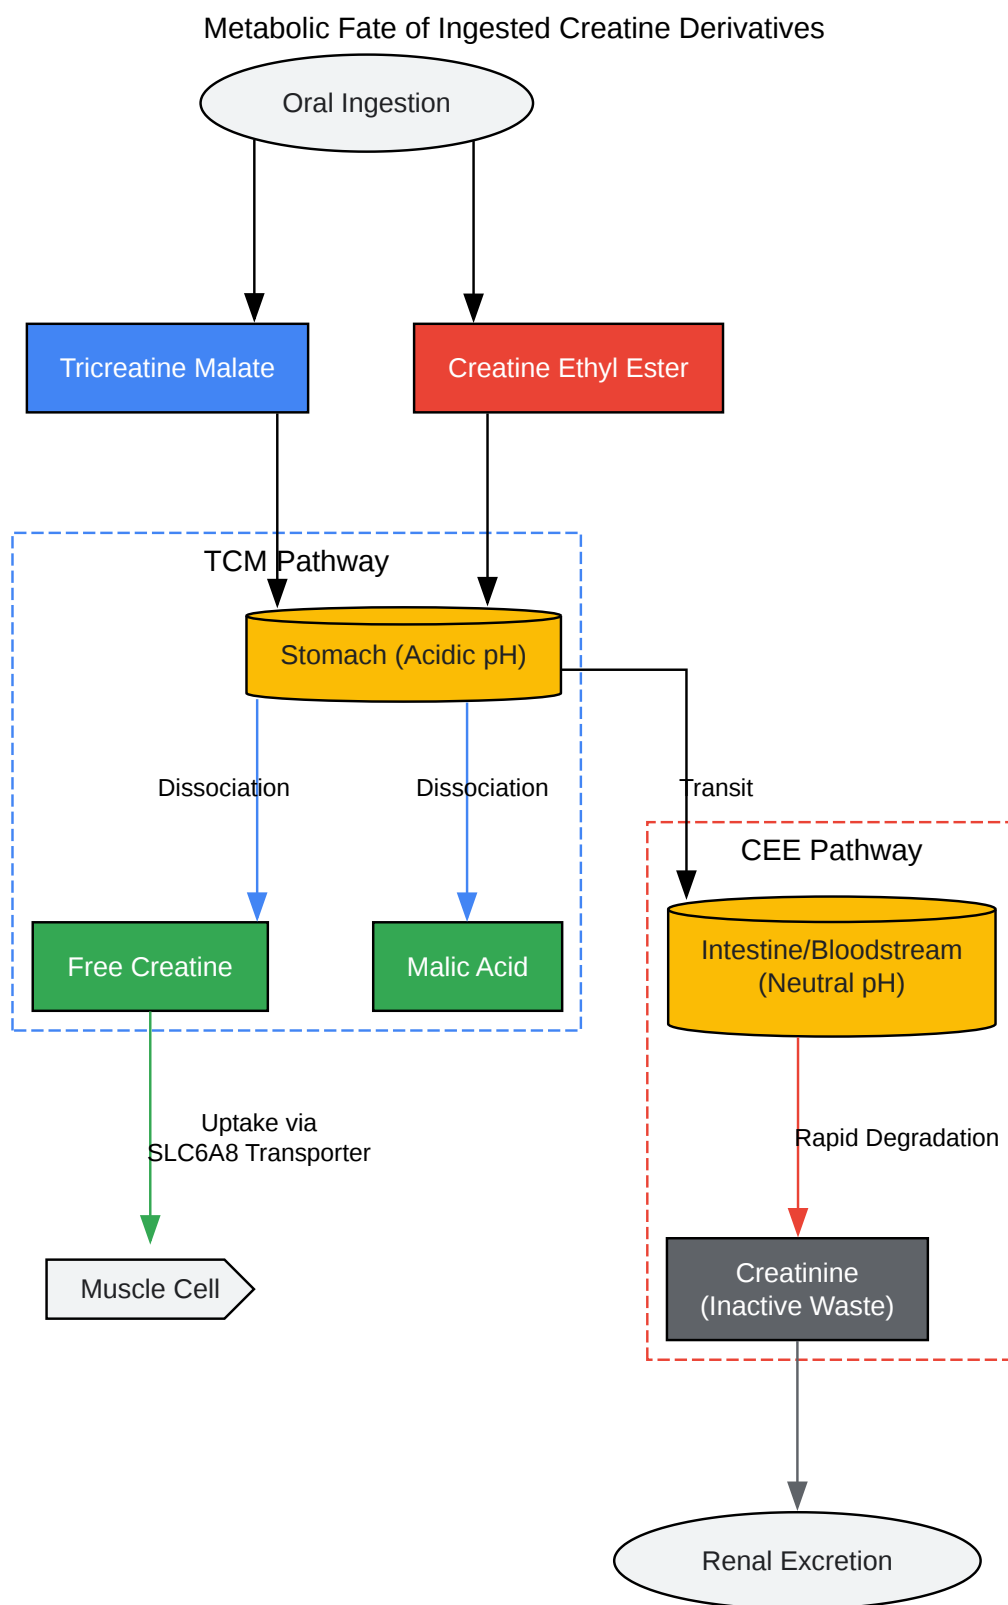 Metabolic Fate of Ingested Creatine Derivatives
Oral Ingestion
Tricreatine Malate
Creatine Ethyl Ester
TCM Pathway
Stomach (Acidic pH)
Dissociation
Dissociation
Transit
CEE Pathway
Intestine/Bloodstream
(Neutral pH)
Free Creatine
Malic Acid
Uptake via
SLC6A8 Transporter
Rapid Degradation
Muscle Cell
Creatinine
(Inactive Waste)
Renal Excretion